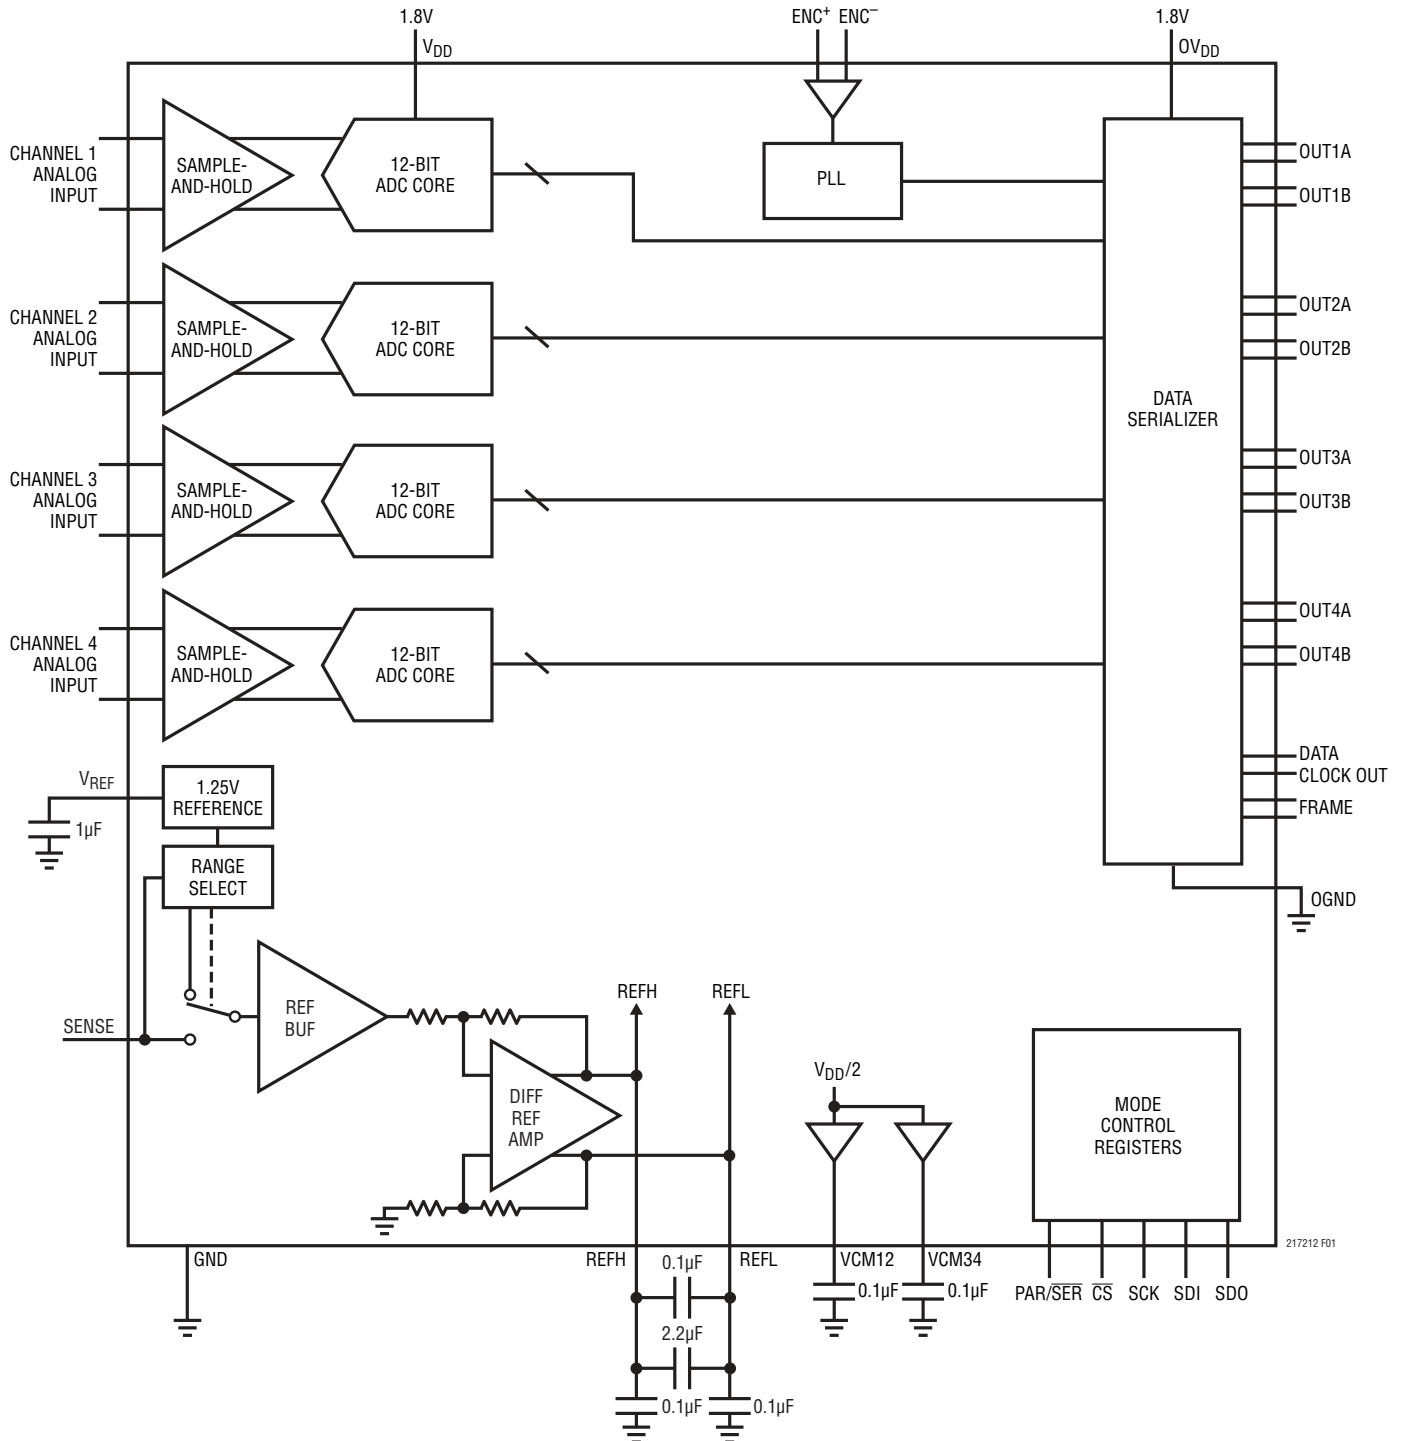 1.8V
ENC+ ENC–
1.8V
VDD
OVDD
CHANNEL 1
ANALOG
INPUT
SAMPLE-
AND-HOLD
12-BIT
ADC CORE
PLL
OUT1A
OUT1B
CHANNEL 2
ANALOG
INPUT
SAMPLE-
AND-HOLD
12-BIT
ADC CORE
OUT2A
OUT2B
DATA
SERIALIZER
CHANNEL 3
ANALOG
INPUT
SAMPLE-
AND-HOLD
12-BIT
ADC CORE
OUT3A
OUT3B
CHANNEL 4
ANALOG
INPUT
SAMPLE-
AND-HOLD
12-BIT
ADC CORE
OUT4A
OUT4B
DATA
CLOCK OUT
FRAME
OGND
VREF
1µF
1.25V
REFERENCE
RANGE
SELECT
SENSE
REF
BUF
REFH
REFL
DIFF
REF
AMP
VDD/2
MODE
CONTROL
REGISTERS
GND
REFH
0.1µF
REFL
VCM12
VCM34
217212 F01
0.1µF
0.1µF
PAR/SER
CS
SCK
SDI
SDO
2.2µF
0.1µF
0.1µF